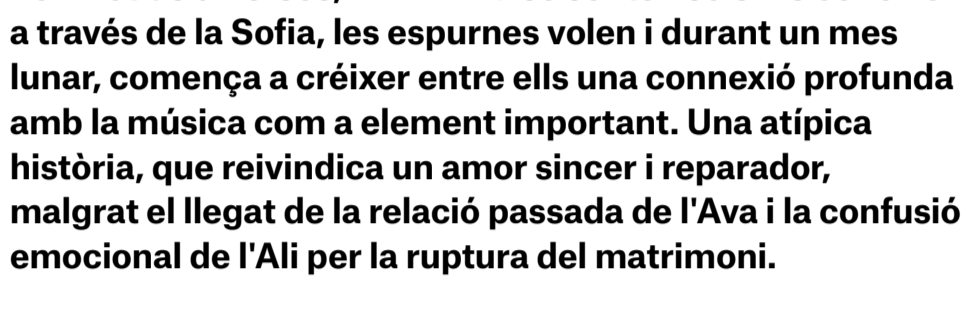 a través de la Sofia, les espurnes volen i durant un mes
lunar, comença a créixer entre ells una connexió profunda
amb la música com a element important. Una atípica
història, que reivindica un amor sincer i reparador,
malgrat el llegat de la relació passada de l'Ava i la confusió
emocional de l'Ali per la ruptura del matrimoni.